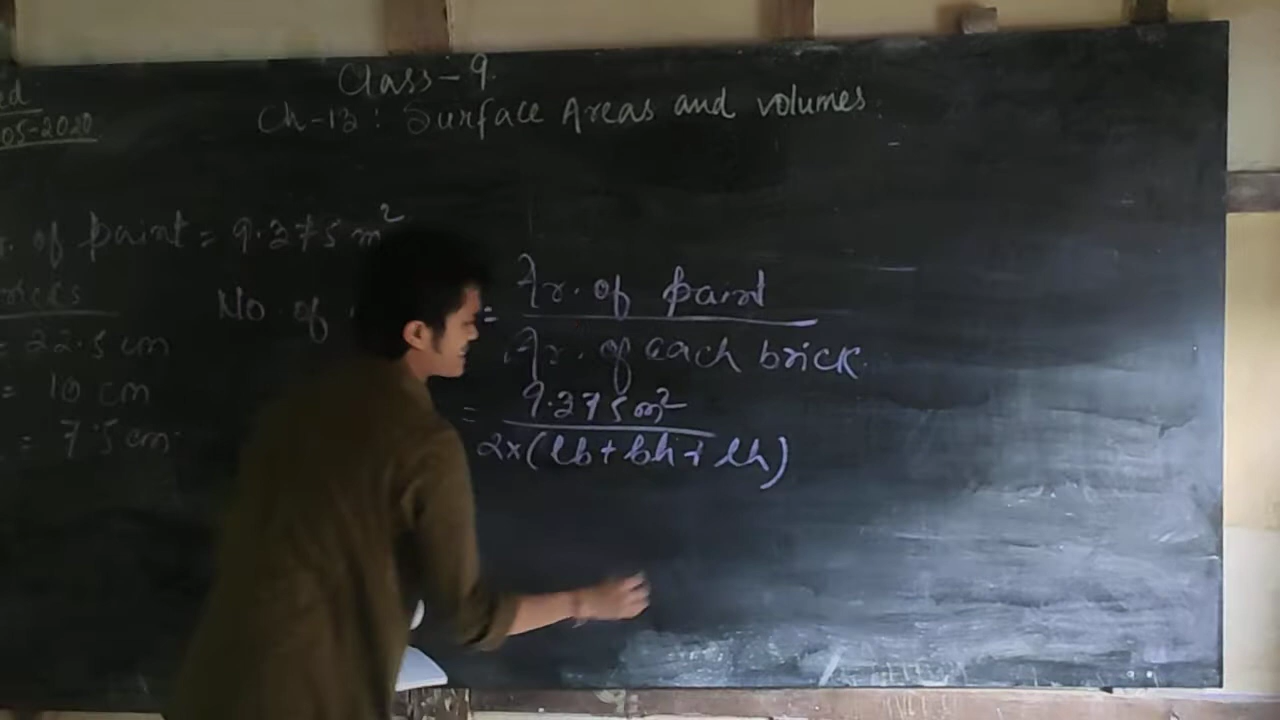 Class-9
Ch-13: Surface Areas and volumes.
ed
05-2020
r. of paint = 9.375 m²
No of = Ar. of paint
Ar. of each brick.
= 22.5 cm
= 10 cm
= 7.5 cm
= 9.375 m²
2x(lb+bh+lh)